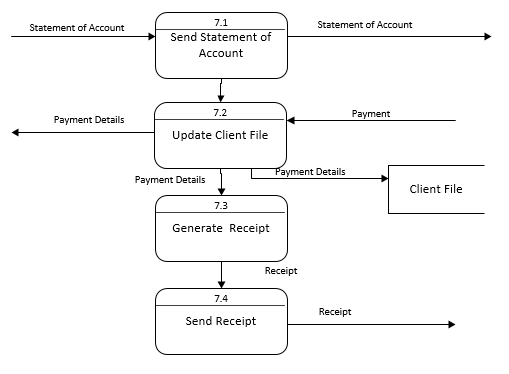 7.1
Statement of Account
Send Statement of
Account
Statement of Account
7.2
Payment Details
Update Client File
Payment
Payment Details
Payment Details
Client File
7.3
Generate Receipt
Receipt
7.4
Send Receipt
Receipt